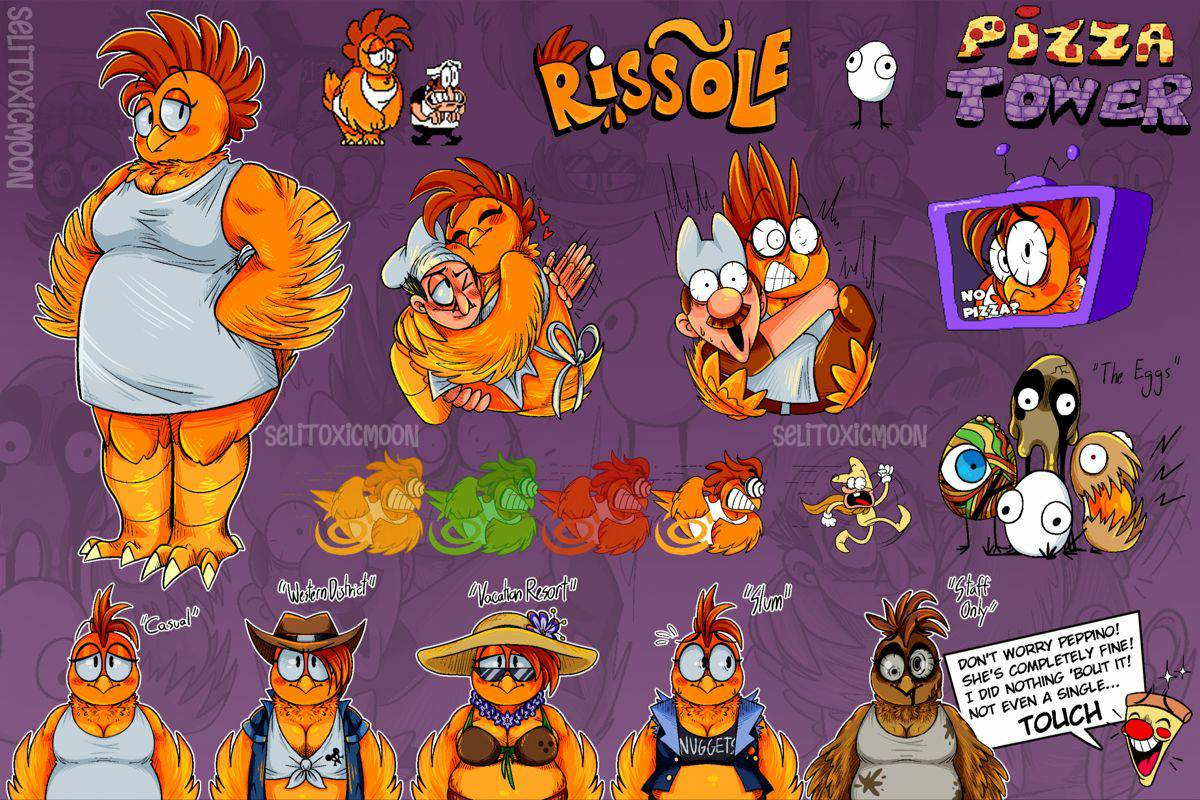 SELITOXICMOON
RISSÕLE
PIZZA
TOWER
NO
PIZZA?
"The Eggs"
SELITOXICMOON
SELITOXICMOON
"Casual"
"Western District"
"Vacation Resort"
"Slum"
"Staff
Only"
NUGGETS
DON'T WORRY PEPPINO!
SHE'S COMPLETELY FINE!
I DID NOTHING 'BOUT IT!
NOT EVEN A SINGLE...
TOUCH